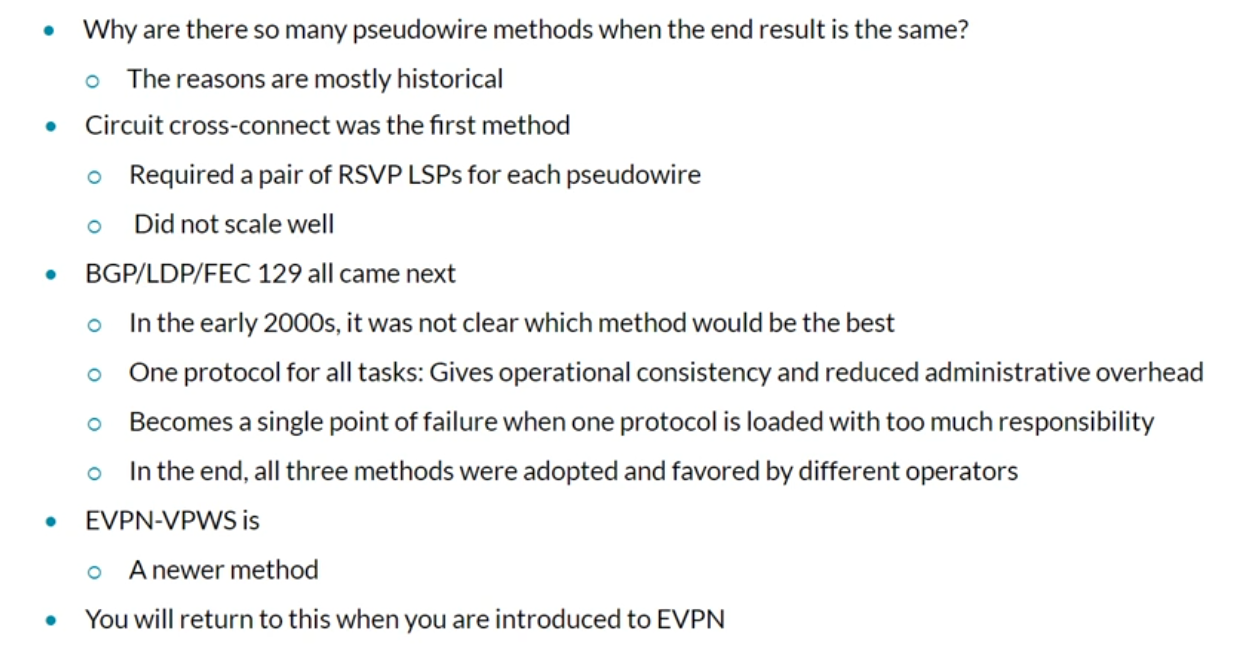 Why are there so many pseudowire methods when the end result is the same?
The reasons are mostly historical
Circuit cross-connect was the first method
Required a pair of RSVP LSPs for each pseudowire
Did not scale well
BGP/LDP/FEC 129 all came next
In the early 2000s, it was not clear which method would be the best
One protocol for all tasks: Gives operational consistency and reduced administrative overhead
Becomes a single point of failure when one protocol is loaded with too much responsibility
In the end, all three methods were adopted and favored by different operators
EVPN-VPWS is
A newer method
You will return to this when you are introduced to EVPN